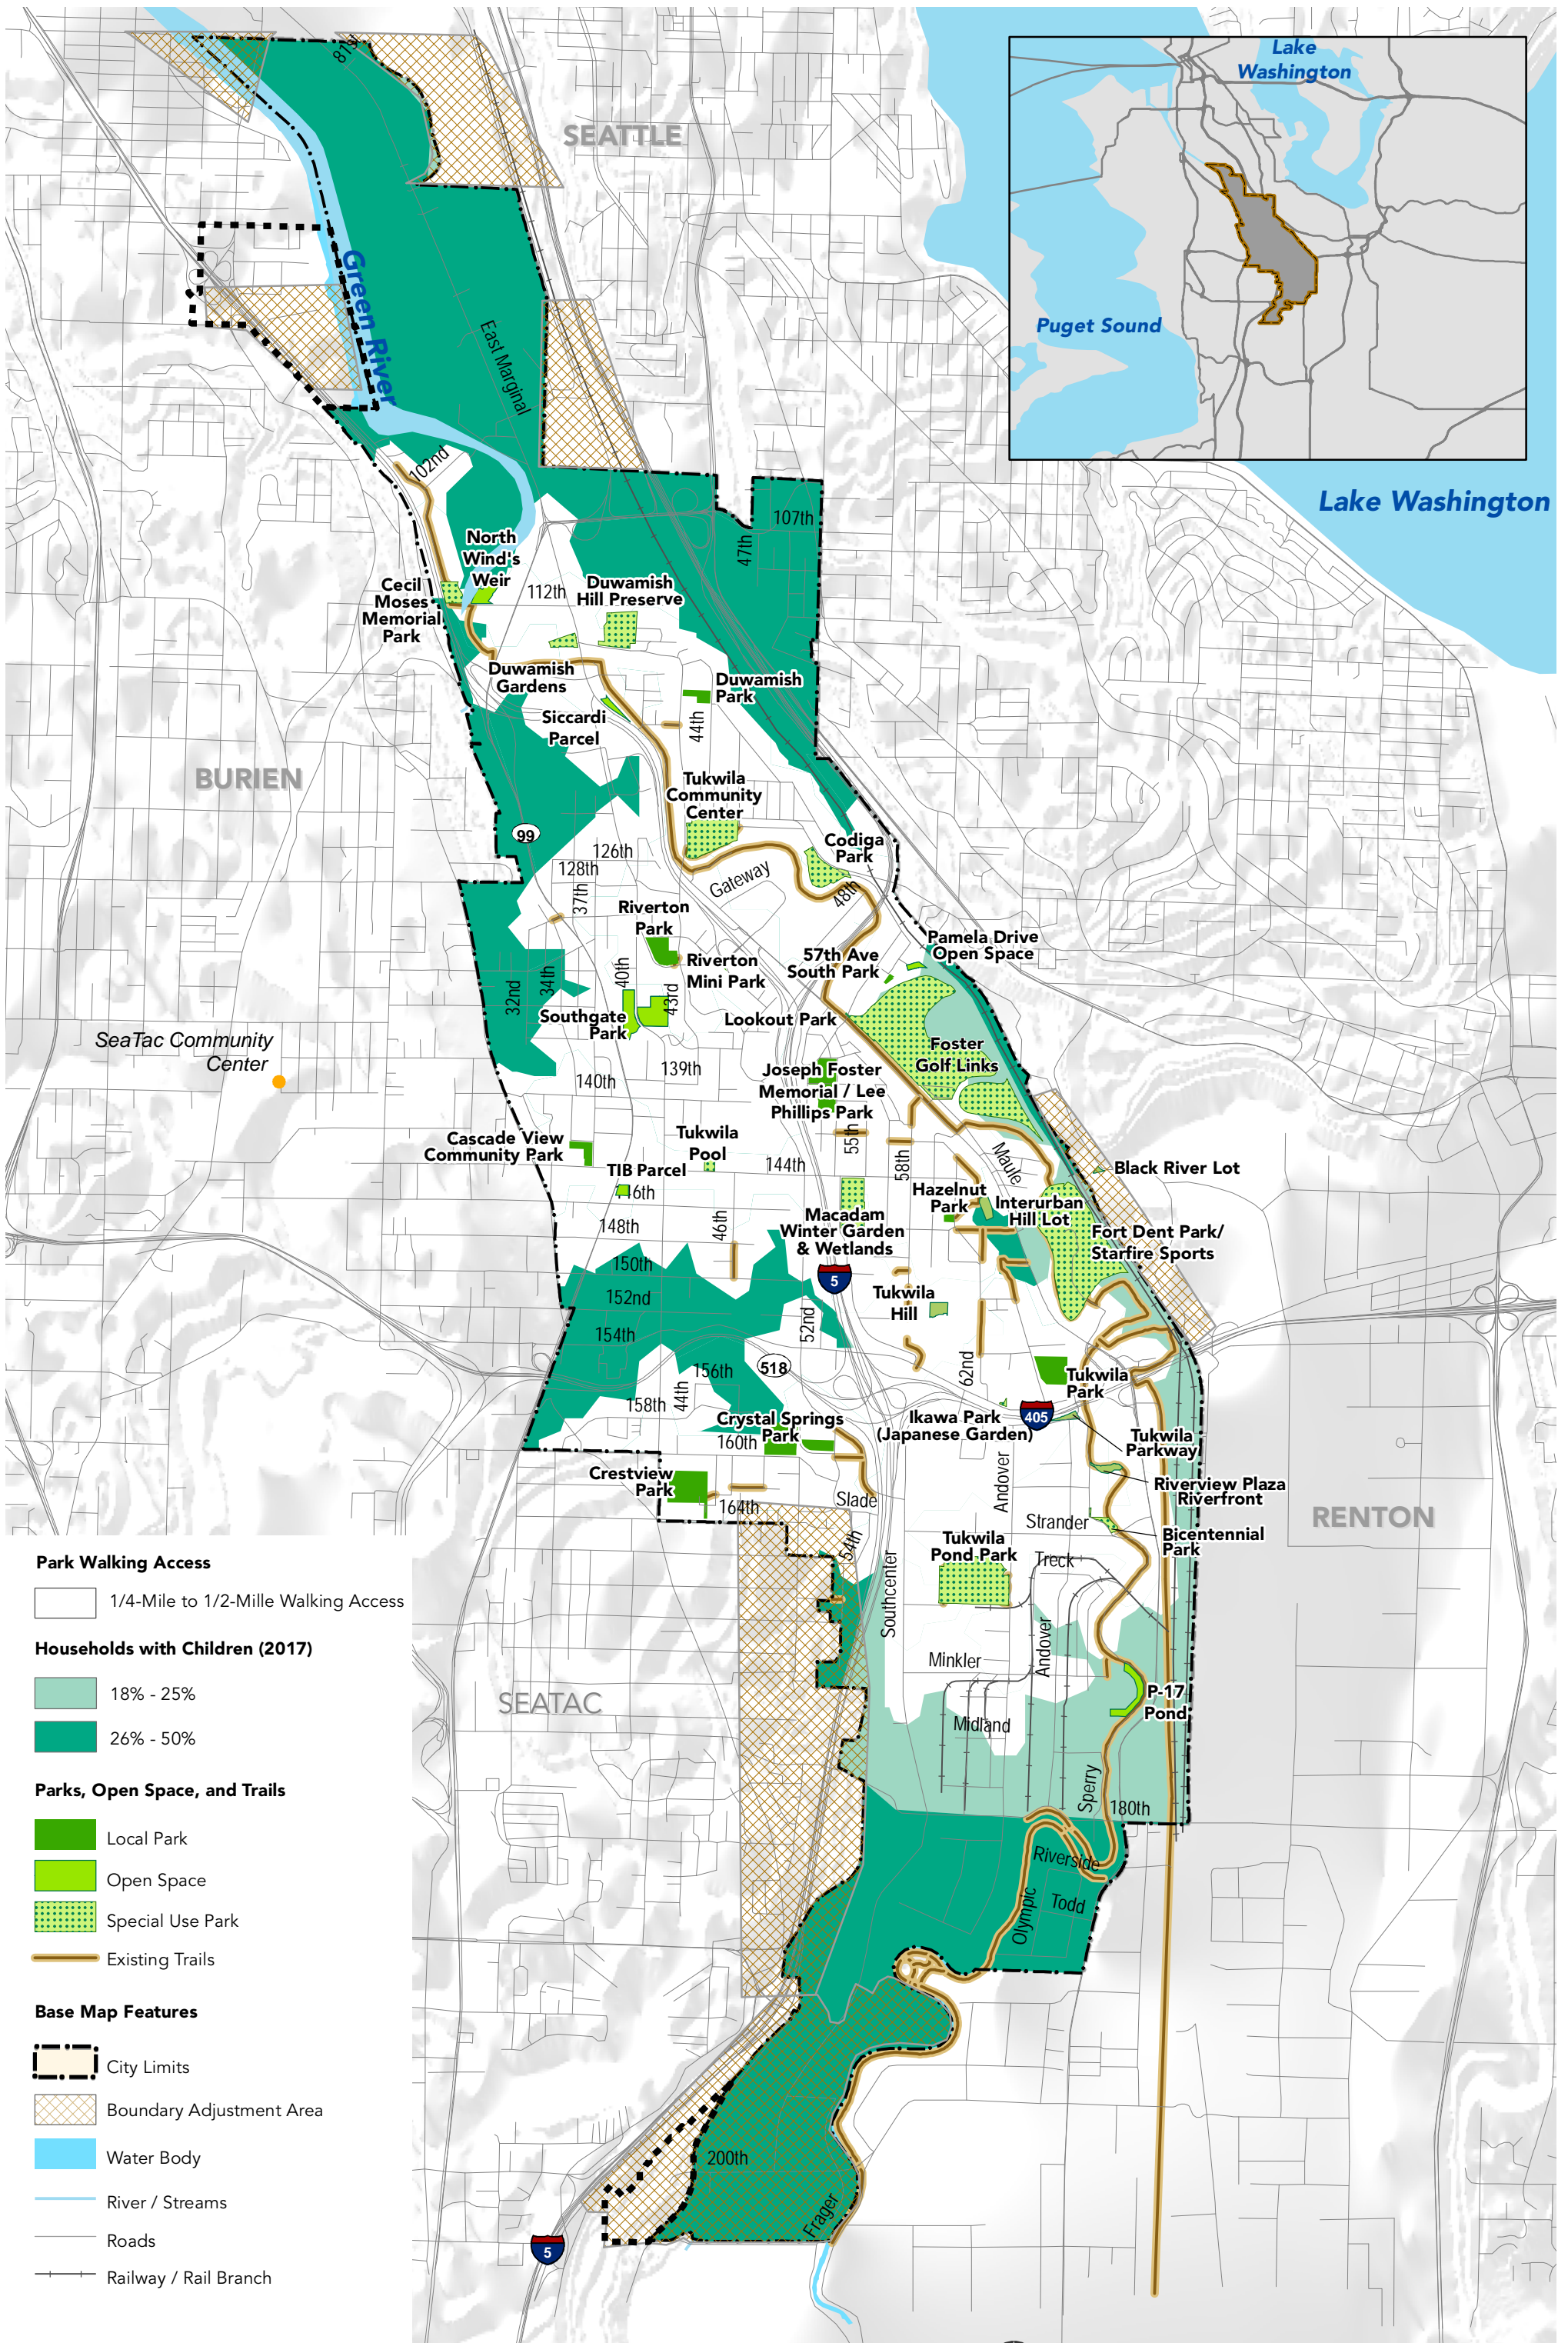 Lake
Washington
Puget Sound
81st
SEATTLE
Green River
East Marginal
Lake Washington
102nd
107th
47th
North
Wind's
Weir
Cecil
Moses
Memorial
Park
112th
Duwamish
Hill Preserve
Duwamish
Gardens
Duwamish
Park
Siccardi
Parcel
44th
BURIEN
Tukwila
Community
Center
99
Codiga
Park
126th
128th
37th
Gateway
48th
Riverton
Park
Pamela Drive
Open Space
57th Ave
South Park
Riverton
Mini Park
40th
43rd
34th
32nd
Southgate
Park
Lookout Park
SeaTac Community
Center
Foster
Golf Links
139th
140th
Joseph Foster
Memorial / Lee
Phillips Park
55th
Cascade View
Community Park
Tukwila
Pool
144th
58th
Maule
Black River Lot
TIB Parcel
146th
148th
46th
Hazelnut
Park
Interurban
Hill Lot
Macadam
Winter Garden
& Wetlands
Fort Dent Park/
Starfire Sports
150th
5
152nd
Tukwila
Hill
52nd
154th
156th
518
62nd
Tukwila
Park
158th
44th
Crystal Springs
Park
160th
Ikawa Park
(Japanese Garden)
405
Tukwila
Parkway
Crestview
Park
164th
Slade
Andover
Riverview Plaza
Riverfront
RENTON
Strander
Bicentennial
Park
54th
Tukwila
Pond Park
Treck
Southcenter
Andover
Minkler
SEATAC
P-17
Pond
Midland
Sperry
180th
Riverside
Olympic
Todd
200th
Frager
5
Park Walking Access
1/4-Mile to 1/2-Mille Walking Access
Households with Children (2017)
18% - 25%
26% - 50%
Parks, Open Space, and Trails
Local Park
Open Space
Special Use Park
Existing Trails
Base Map Features
City Limits
Boundary Adjustment Area
Water Body
River / Streams
Roads
Railway / Rail Branch